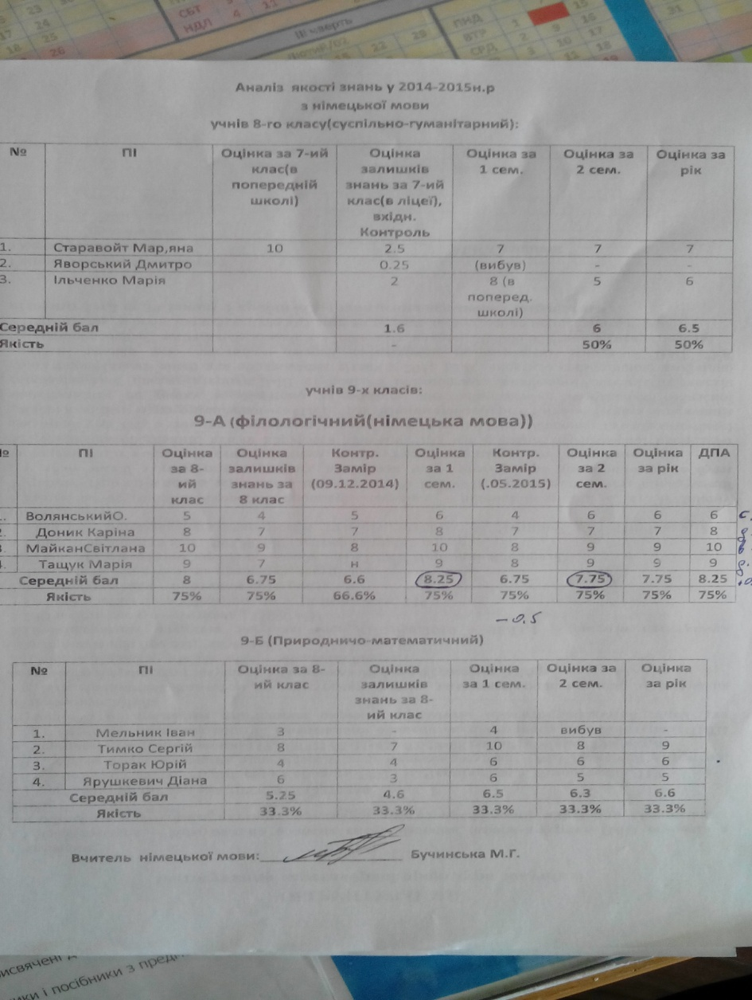 СБТ 4 11
НДЛ
ІІІ чверть
ПНД 1
ВТР 2 9 16
СРД 3 10 17
Аналіз якості знань у 2014-2015н.р
з німецької мови
учнів 8-го класу(суспільно-гуманітарний):
№ ПІ Оцінка за 7-ий клас(в попередній школі) Оцінка залишків знань за 7-ий клас(в ліцеї), вхідн. Контроль Оцінка за 1 сем. Оцінка за 2 сем. Оцінка за рік
1. Старавойт Мар,яна 10 2.5 7 7 7
2. Яворський Дмитро 0.25 (вибув) - -
3. Ільченко Марія 2 8 (в поперед. школі) 5 6
Середній бал 1.6 6 6.5
Якість - 50% 50%
учнів 9-х класів:
9-А (філологічний(німецька мова))
№ ПІ Оцінка за 8-ий клас Оцінка залишків знань за 8 клас Контр. Замір (09.12.2014) Оцінка за 1 сем. Контр. Замір (.05.2015) Оцінка за 2 сем. Оцінка за рік ДПА
ВолянськийО. 5 4 5 6 4 6 6 6
Доник Каріна 8 7 7 8 7 7 7 8
МайканСвітлана 10 9 8 10 8 9 9 10
Тащук Марія 9 7 н 9 8 9 9 9
Середній бал 8 6.75 6.6 8.25 6.75 7.75 7.75 8.25
Якість 75% 75% 66.6% 75% 75% 75% 75% 75%
– 0.5
9-Б (Природничо-математичний)
№ ПІ Оцінка за 8-ий клас Оцінка залишків знань за 8-ий клас Оцінка за 1 сем. Оцінка за 2 сем. Оцінка за рік
1. Мельник Іван 3 - 4 вибув -
2. Тимко Сергій 8 7 10 8 9
3. Торак Юрій 4 4 6 6 6
4. Ярушкевич Діана 6 3 6 5 5
Середній бал 5.25 4.6 6.5 6.3 6.6
Якість 33.3% 33.3% 33.3% 33.3% 33.3%
Вчитель німецької мови: Бучинська М.Г.